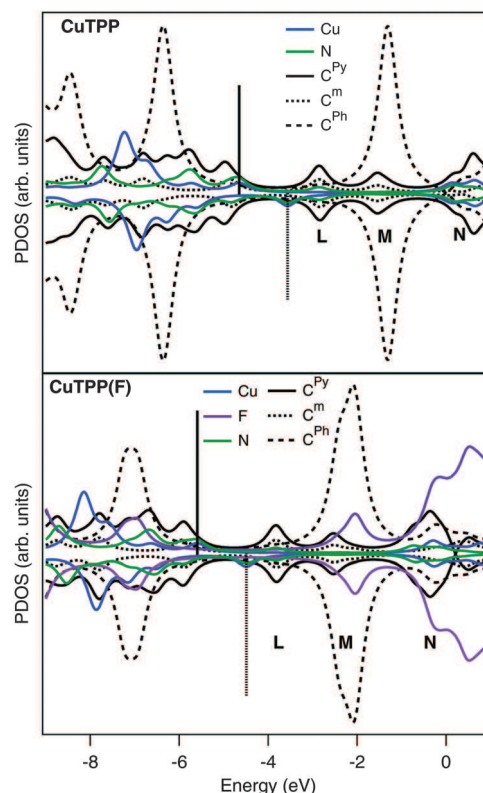 CuTPP
Cu
N
C^Py
C^m
C^Ph
PDOS (arb. units)
L
M
N
CuTPP(F)
Cu
F
N
C^Py
C^m
C^Ph
PDOS (arb. units)
L
M
N
-8
-6
-4
-2
0
Energy (eV)